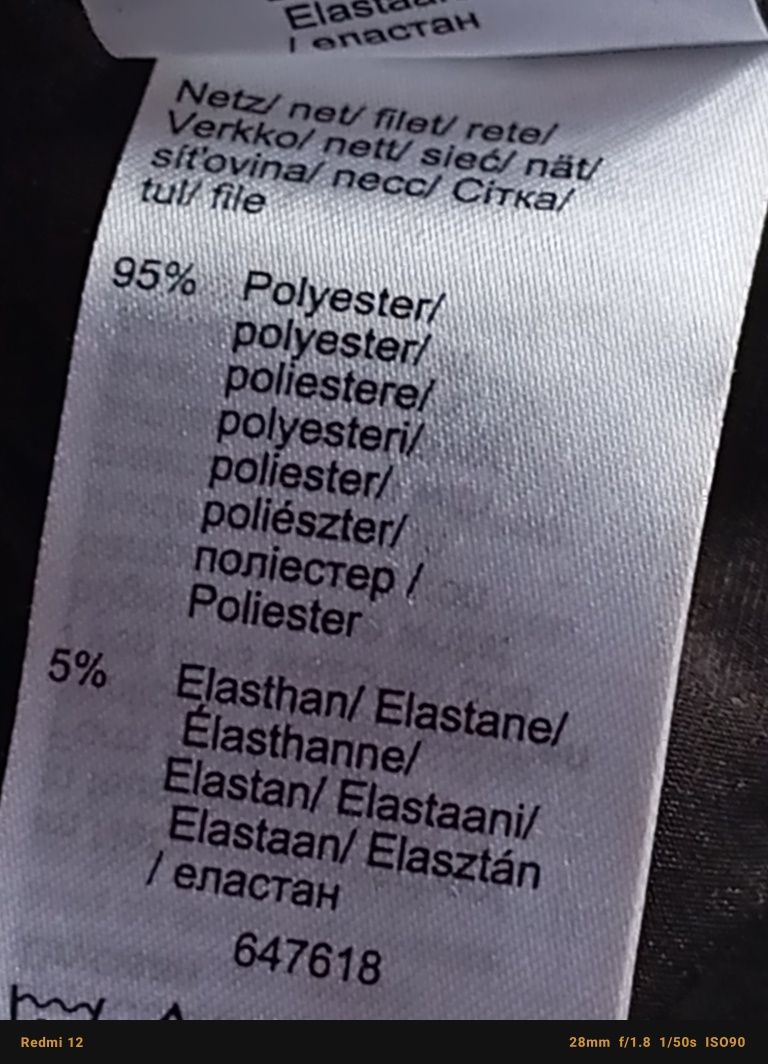 Elastaan
/ еластан
Netz/ net/ filet/ rete/
Verkko/ nett/ sieć/ nät/
síťovina/ necc/ Сітка/
tul/ file
95% Polyester/
polyester/
poliestere/
polyesteri/
poliester/
poliészter/
поліестер /
Poliester
5% Elasthan/ Elastane/
Élasthanne/
Elastan/ Elastaani/
Elastaan/ Elasztán
/ еластан
647618
Redmi 12
28mm f/1.8 1/50s ISO90